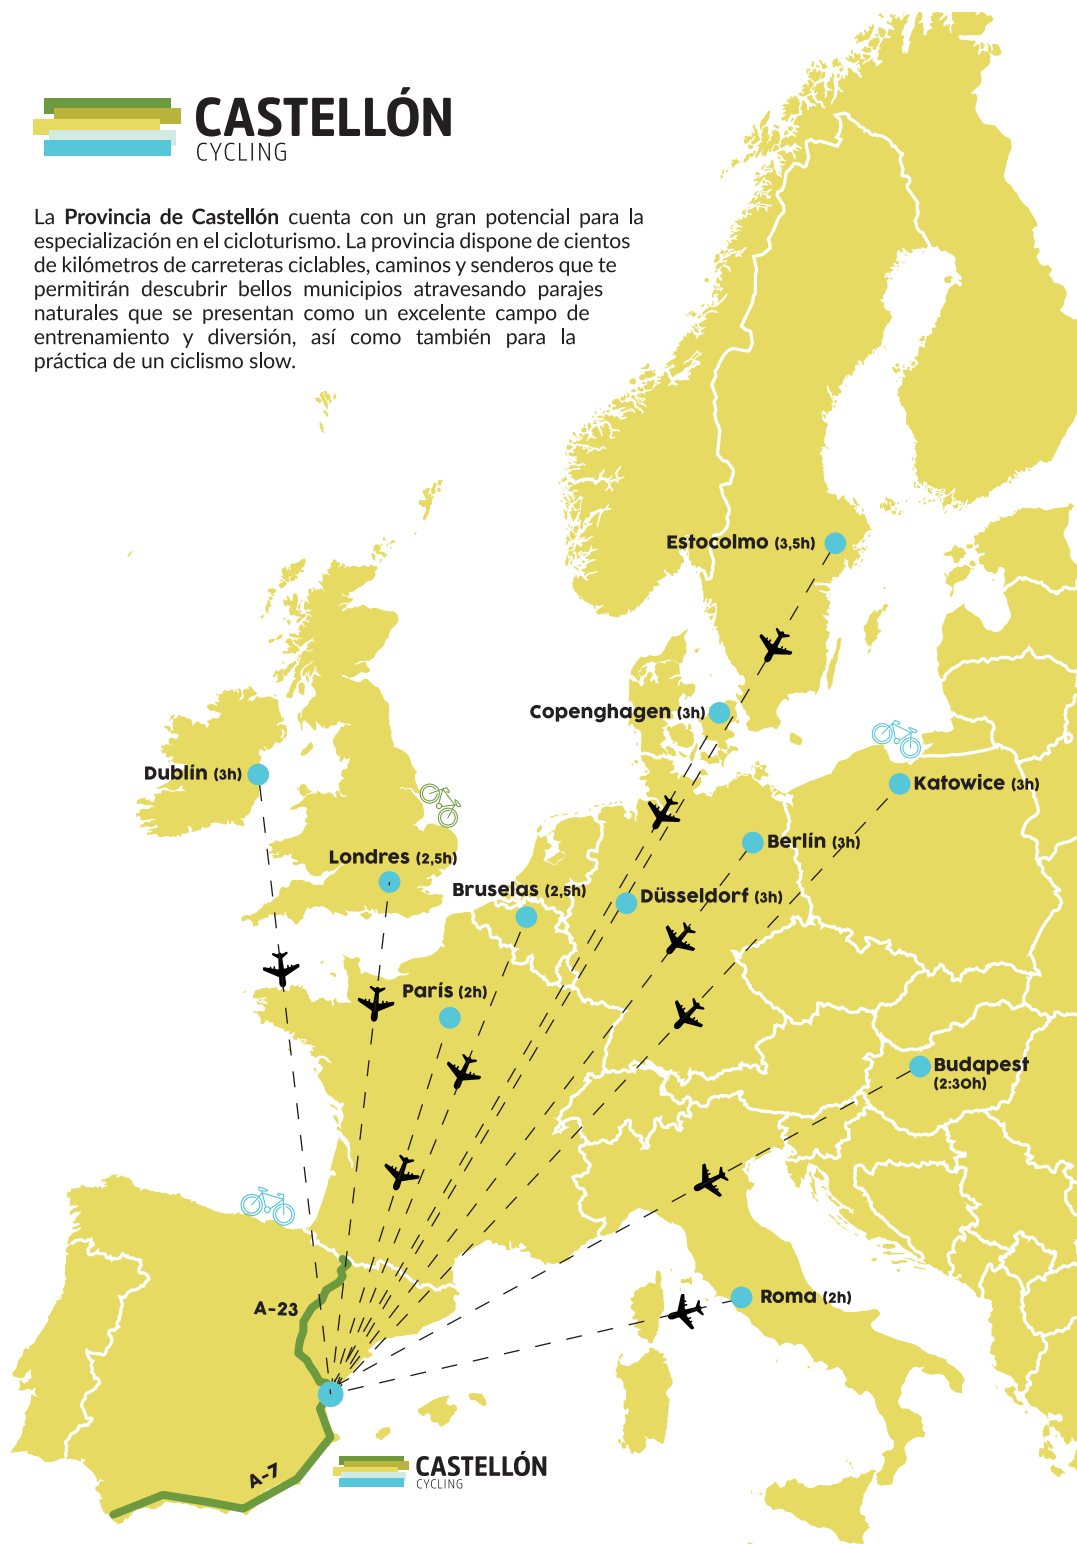 CASTELLÓN
CYCLING
La Provincia de Castellón cuenta con un gran potencial para la
especialización en el cicloturismo. La provincia dispone de cientos
de kilómetros de carreteras ciclables, caminos y senderos que te
permitirán descubrir bellos municipios atravesando parajes
naturales que se presentan como un excelente campo de
entrenamiento y diversión, así como también para la
práctica de un ciclismo slow.
Estocolmo (3,5h)
Copenghagen (3h)
Dublín (3h)
Katowice (3h)
Berlín (3h)
Londres (2,5h)
Bruselas (2,5h)
Düsseldorf (3h)
París (2h)
Budapest
(2:30h)
Roma (2h)
A-23
A-7
CASTELLÓN
CYCLING